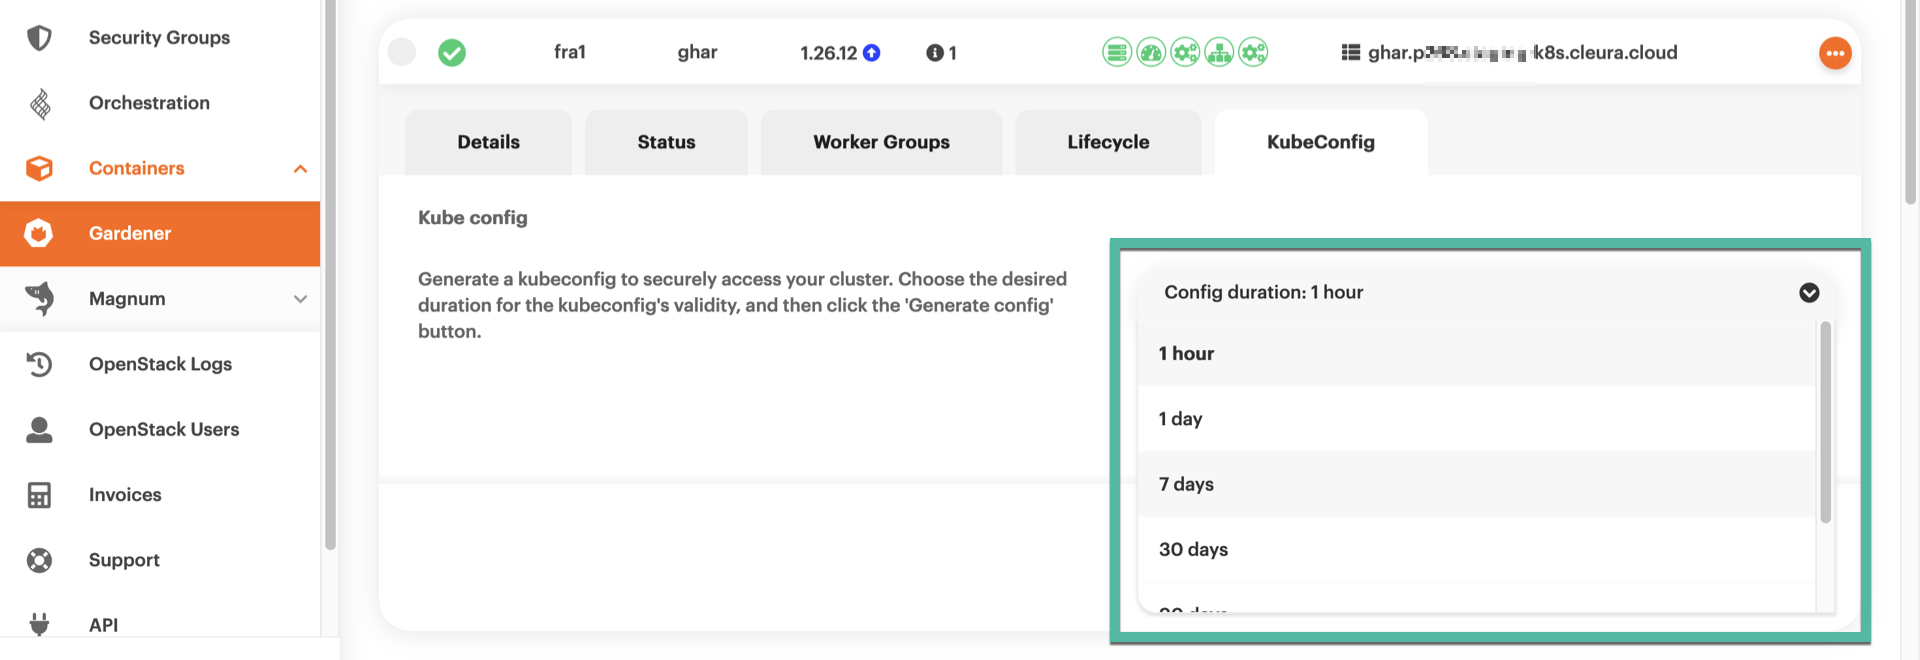 Security Groups
Orchestration
Containers
Gardener
Magnum
OpenStack Logs
OpenStack Users
Invoices
Support
API
fra1 ghar 1.26.12 1 ghar.p k8s.cleura.cloud
Details Status Worker Groups Lifecycle KubeConfig
Kube config
Generate a kubeconfig to securely access your cluster. Choose the desired
duration for the kubeconfig's validity, and then click the 'Generate config'
button.
Config duration: 1 hour
1 hour
1 day
7 days
30 days